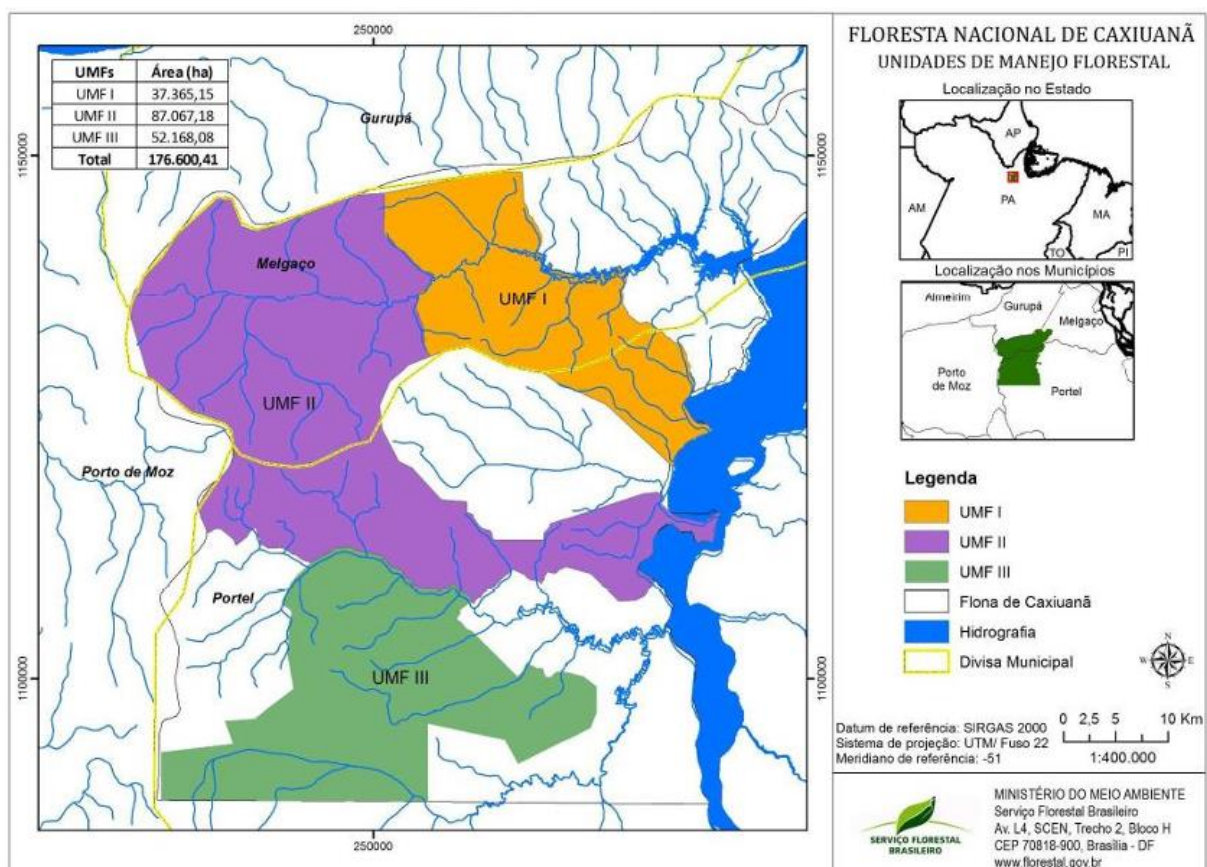 UMFs Área (ha)
UMF I 37.365,15
UMF II 87.067,18
UMF III 52.168,08
Total 176.600,41
250000
1150000
1150000
1100000
1100000
250000
Gurupá
Melgaço
UMF I
UMF II
Porto de Moz
Portel
UMF III
FLORESTA NACIONAL DE CAXIUANÃ
UNIDADES DE MANEJO FLORESTAL
Localização no Estado
AP
AM
PA
MA
TO
PI
Localização nos Municípios
Almeirim
Gurupá
Melgaço
Porto
de Moz
Portel
Legenda
UMF I
UMF II
UMF III
Flona de Caxiuanã
Hidrografia
Divisa Municipal
N
W E
S
Datum de referência: SIRGAS 2000
Sistema de projeção: UTM/ Fuso 22
Meridiano de referência: -51
0 2,5 5 10 Km
1:400.000
SERVIÇO FLORESTAL
BRASILEIRO
MINISTÉRIO DO MEIO AMBIENTE
Serviço Florestal Brasileiro
Av. L4, SCEN, Trecho 2, Bloco H
CEP 70818-900, Brasília - DF
www.florestal.gov.br